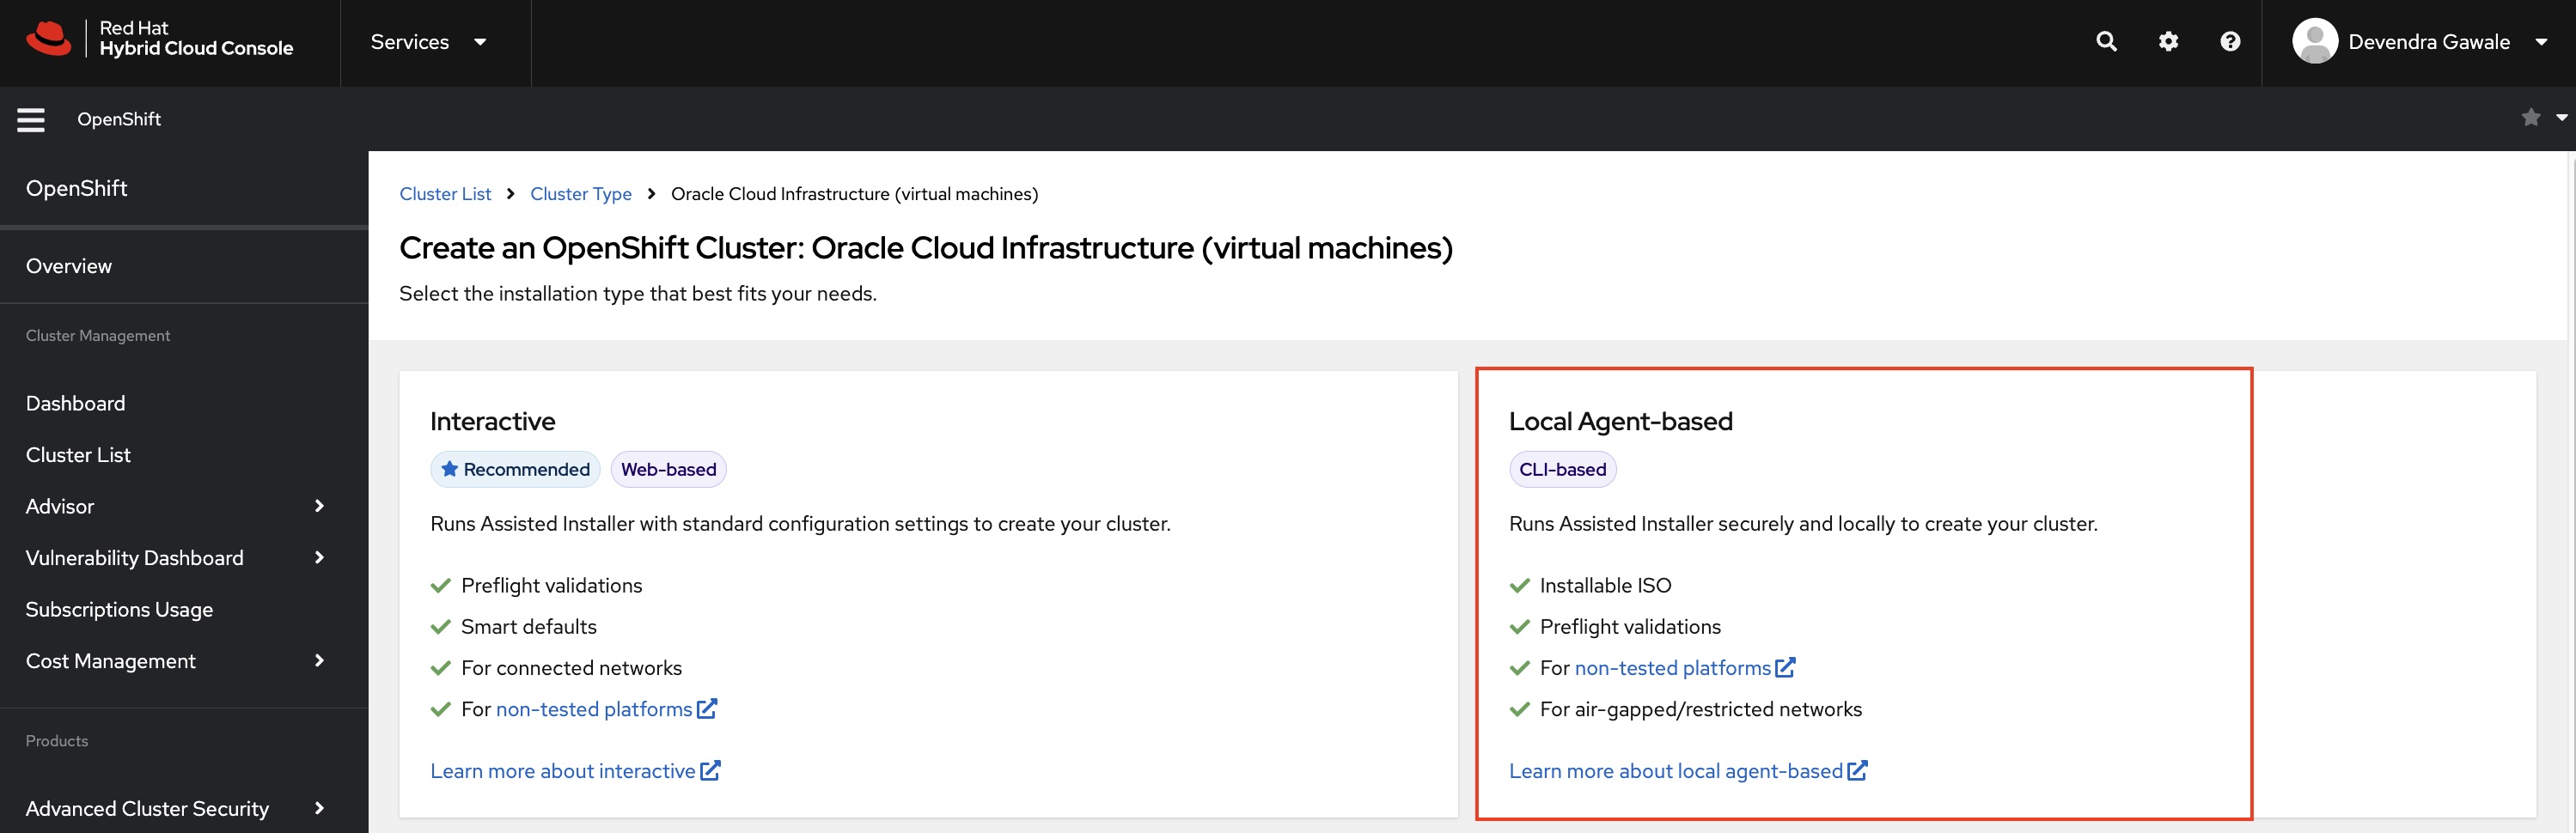 Red Hat
Hybrid Cloud Console
Services
Devendra Gawale
OpenShift
OpenShift
Overview
Cluster Management
Dashboard
Cluster List
Advisor
Vulnerability Dashboard
Subscriptions Usage
Cost Management
Products
Advanced Cluster Security
Cluster List > Cluster Type > Oracle Cloud Infrastructure (virtual machines)
Create an OpenShift Cluster: Oracle Cloud Infrastructure (virtual machines)
Select the installation type that best fits your needs.
Interactive
Recommended Web-based
Runs Assisted Installer with standard configuration settings to create your cluster.
Preflight validations
Smart defaults
For connected networks
For non-tested platforms
Learn more about interactive
Local Agent-based
CLI-based
Runs Assisted Installer securely and locally to create your cluster.
Installable ISO
Preflight validations
For non-tested platforms
For air-gapped/restricted networks
Learn more about local agent-based